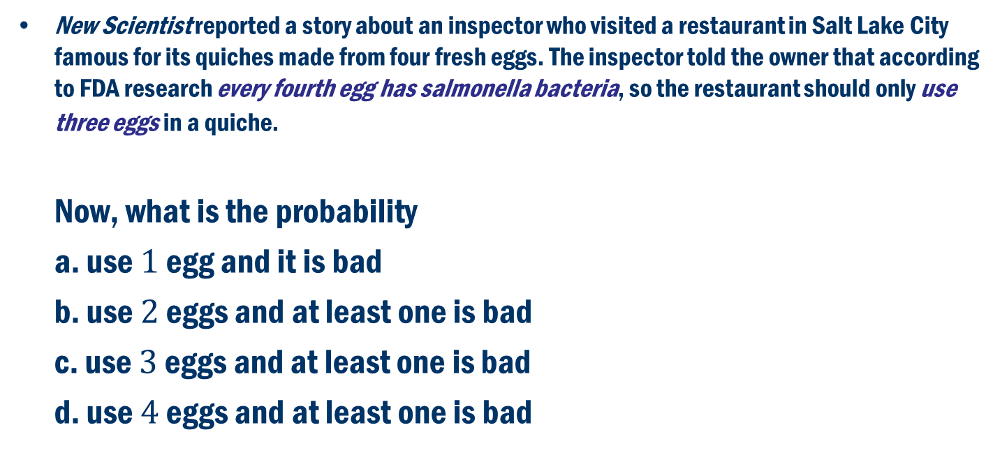 • New Scientist reported a story about an inspector who visited a restaurant in Salt Lake City
famous for its quiches made from four fresh eggs. The inspector told the owner that according
to FDA research every fourth egg has salmonella bacteria, so the restaurant should only use
three eggs in a quiche.
Now, what is the probability
a. use 1 egg and it is bad
b. use 2 eggs and at least one is bad
c. use 3 eggs and at least one is bad
d. use 4 eggs and at least one is bad